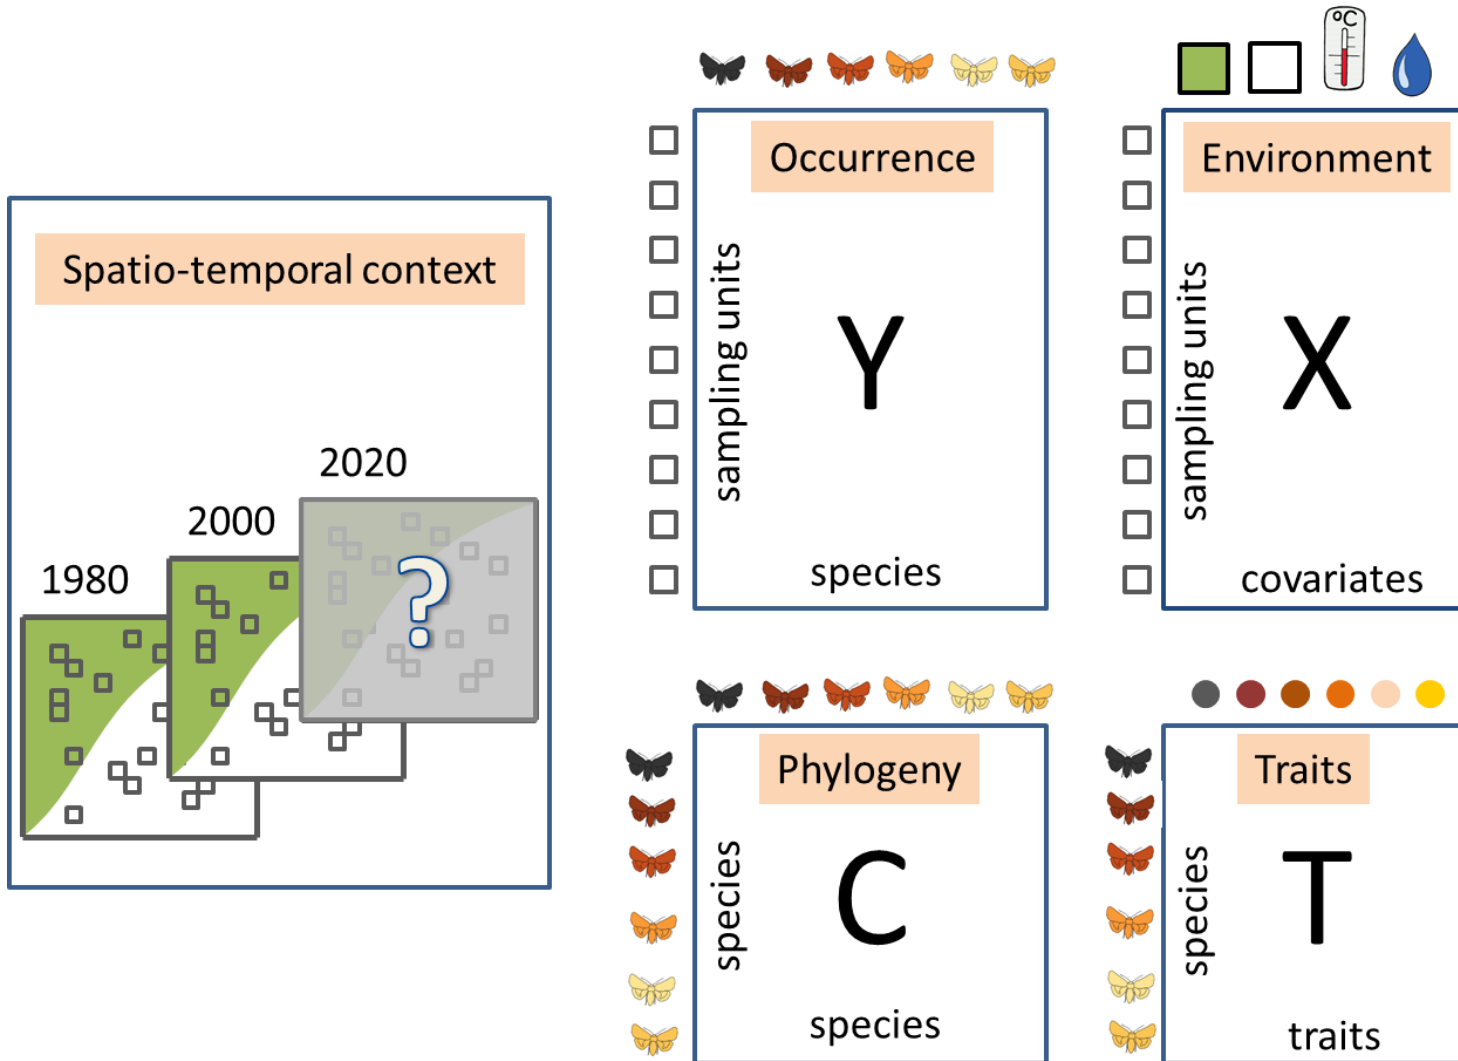 Spatio-temporal context
1980
2000
2020
?
Occurrence
sampling units
Y
species
°C
Environment
sampling units
X
covariates
Phylogeny
species
C
species
Traits
species
T
traits